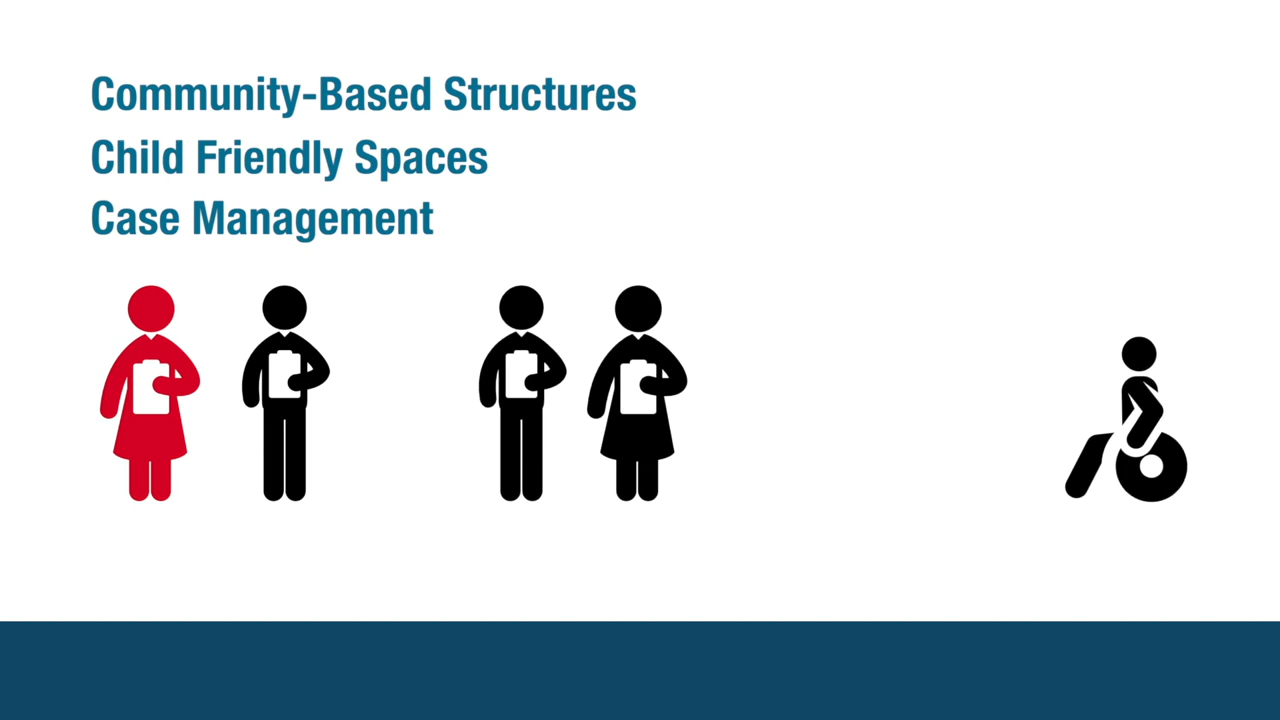 Community-Based Structures
Child Friendly Spaces
Case Management